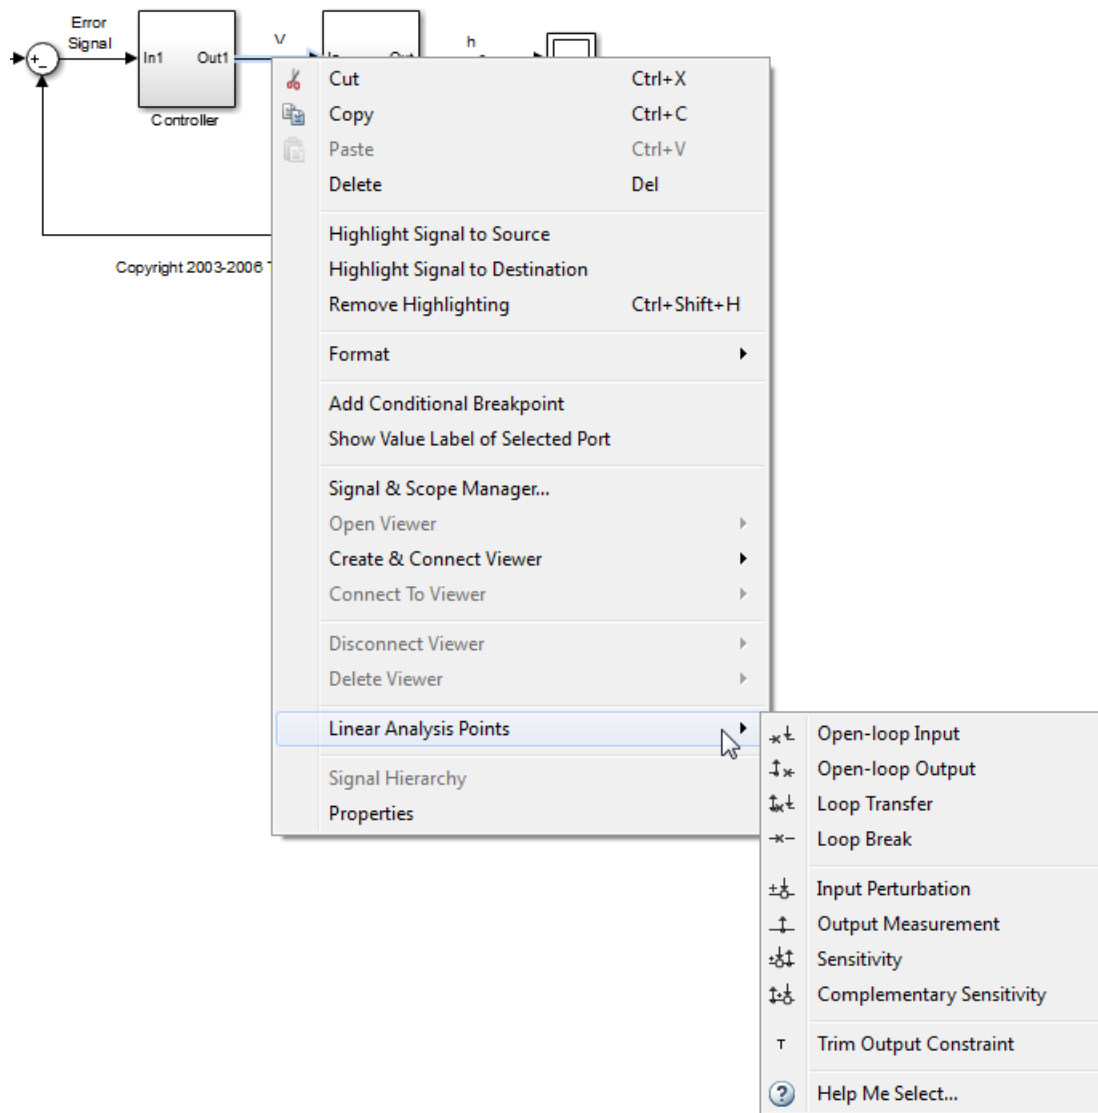 Error
Signal
+
-
In1
Out1
V
h
Controller
Copyright 2003-2006
Cut Ctrl+X
Copy Ctrl+C
Paste Ctrl+V
Delete Del
Highlight Signal to Source
Highlight Signal to Destination
Remove Highlighting Ctrl+Shift+H
Format
Add Conditional Breakpoint
Show Value Label of Selected Port
Signal & Scope Manager...
Open Viewer
Create & Connect Viewer
Connect To Viewer
Disconnect Viewer
Delete Viewer
Linear Analysis Points
Signal Hierarchy
Properties
Open-loop Input
Open-loop Output
Loop Transfer
Loop Break
Input Perturbation
Output Measurement
Sensitivity
Complementary Sensitivity
T Trim Output Constraint
? Help Me Select...